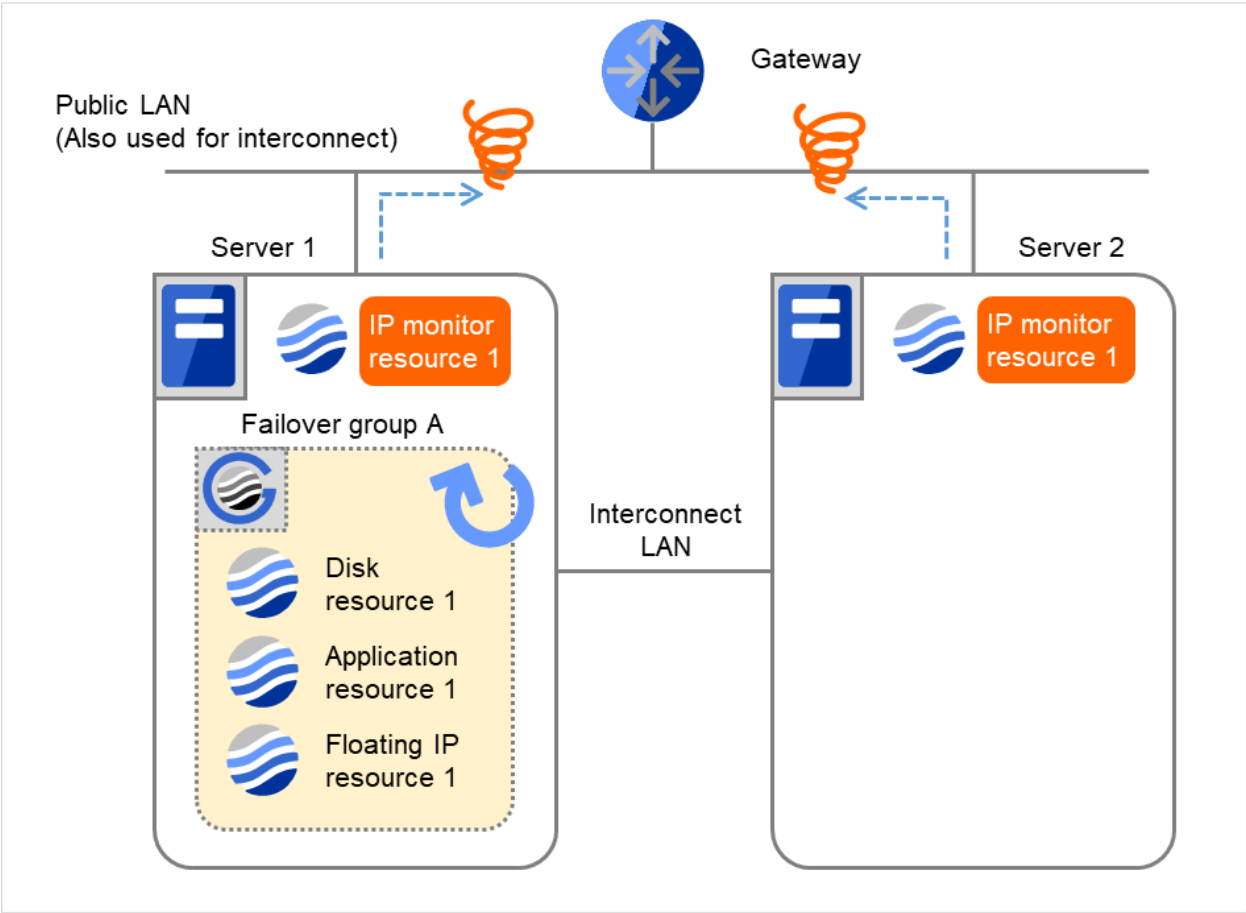 Gateway
Public LAN
(Also used for interconnect)
Server 1
Server 2
IP monitor
resource 1
IP monitor
resource 1
Failover group A
Interconnect
LAN
Disk
resource 1
Application
resource 1
Floating IP
resource 1